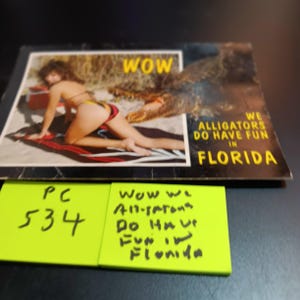 WOW
WE
ALLIGATORS
DO HAVE FUN
IN
FLORIDA
PC
534
WOW WE
Alligators
Do Have
Fun in
Florida